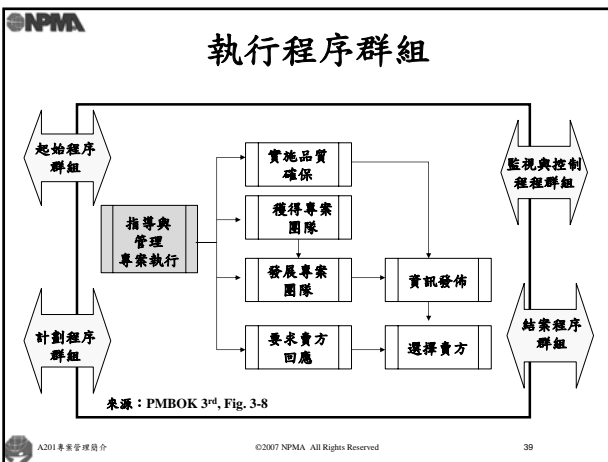 NPMA
執行程序群組
起始程序
群組
實施品質
確保
監視與控制
程程群組
獲得專案
團隊
指導與
管理
專案執行
發展專案
團隊
資訊發佈
計劃程序
群組
要求賣方
回應
選擇賣方
結案程序
群組
來源：PMBOK 3rd, Fig. 3-8
A201專案管理簡介 ©2007 NPMA All Rights Reserved 39